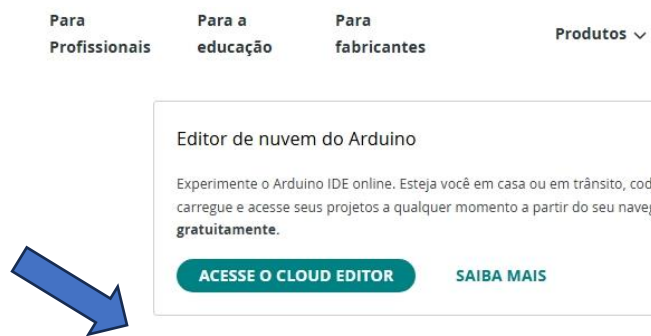 Para Profissionais
Para a educação
Para fabricantes
Produtos
Editor de nuvem do Arduino
Experimente o Arduino IDE online. Esteja você em casa ou em trânsito,
carregue e acesse seus projetos a qualquer momento a partir do seu
gratuitamente.
ACESSE O CLOUD EDITOR SAIBA MAIS